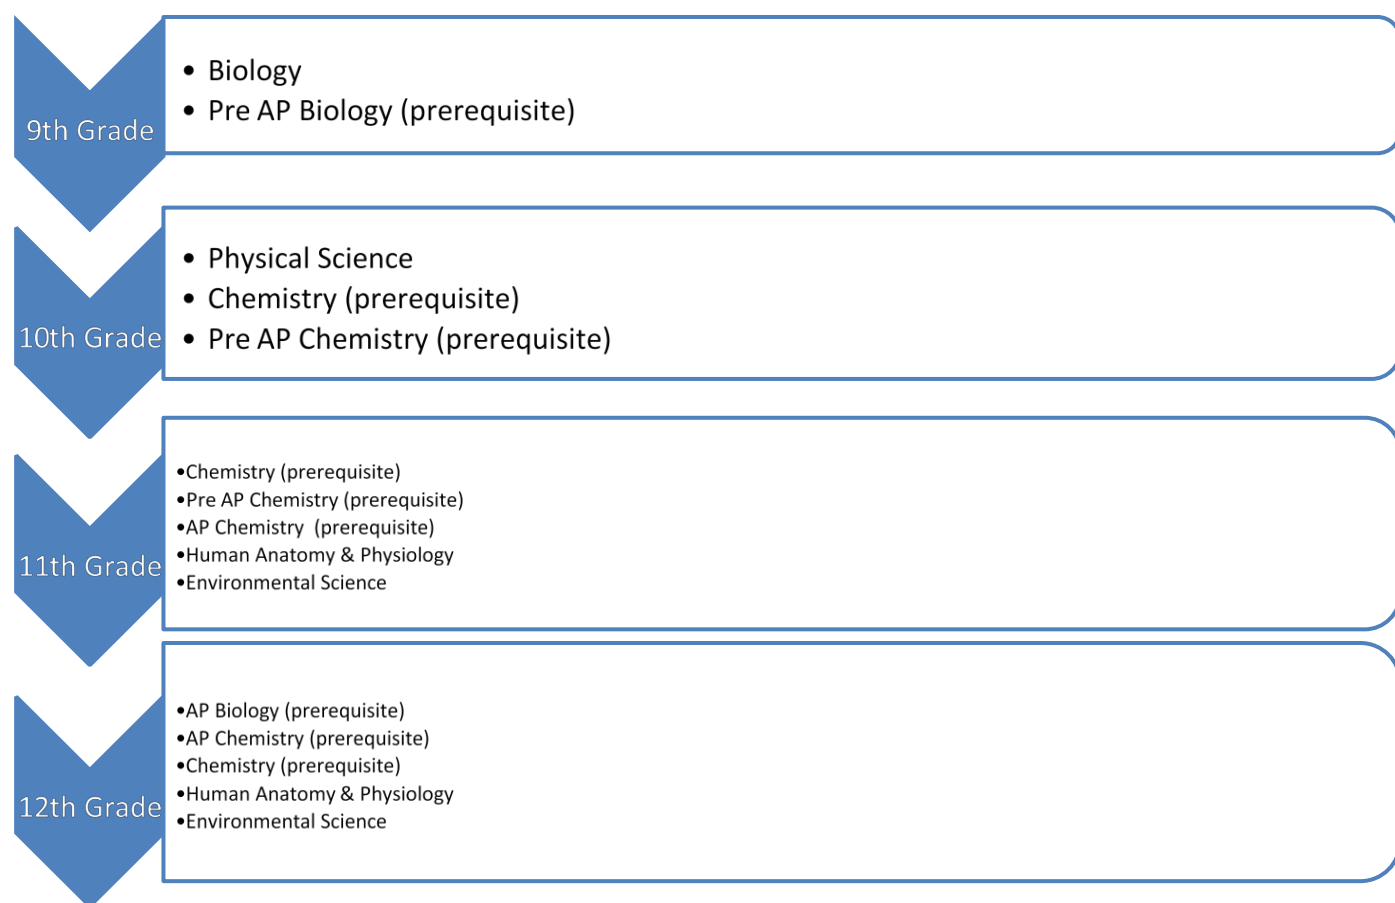 9th Grade
• Biology
• Pre AP Biology (prerequisite)
10th Grade
• Physical Science
• Chemistry (prerequisite)
• Pre AP Chemistry (prerequisite)
11th Grade
•Chemistry (prerequisite)
•Pre AP Chemistry (prerequisite)
•AP Chemistry  (prerequisite)
•Human Anatomy & Physiology
•Environmental Science
12th Grade
•AP Biology (prerequisite)
•AP Chemistry (prerequisite)
•Chemistry (prerequisite)
•Human Anatomy & Physiology
•Environmental Science